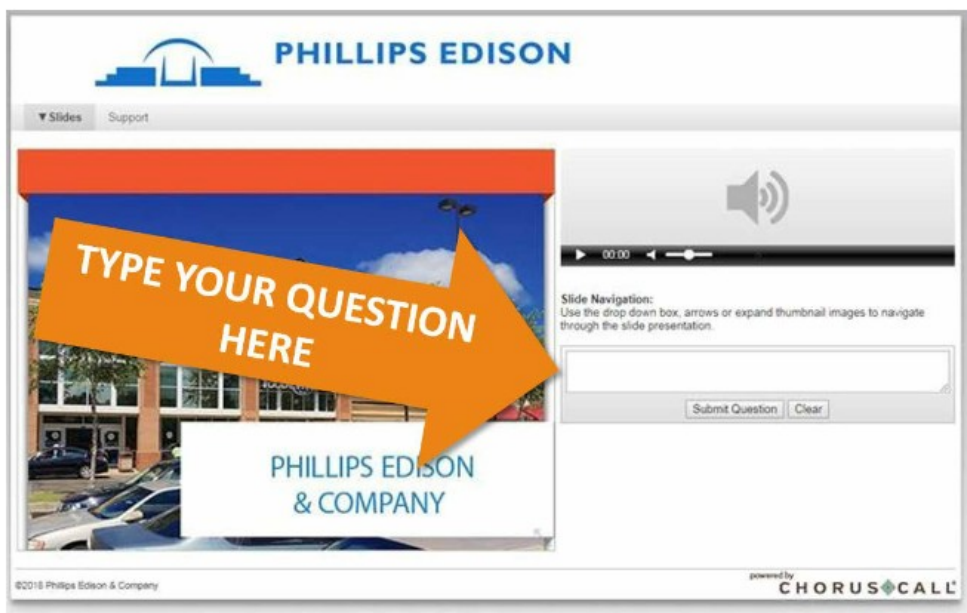 PHILLIPS EDISON
▼Slides Support
TYPE YOUR QUESTION
HERE
PHILLIPS EDISON
& COMPANY
00:00
Slide Navigation:
Use the drop down box, arrows or expand thumbnail images to navigate
through the slide presentation.
Submit Question Clear
©2018 Phillips Edison & Company
powered by
CHORUS CALL